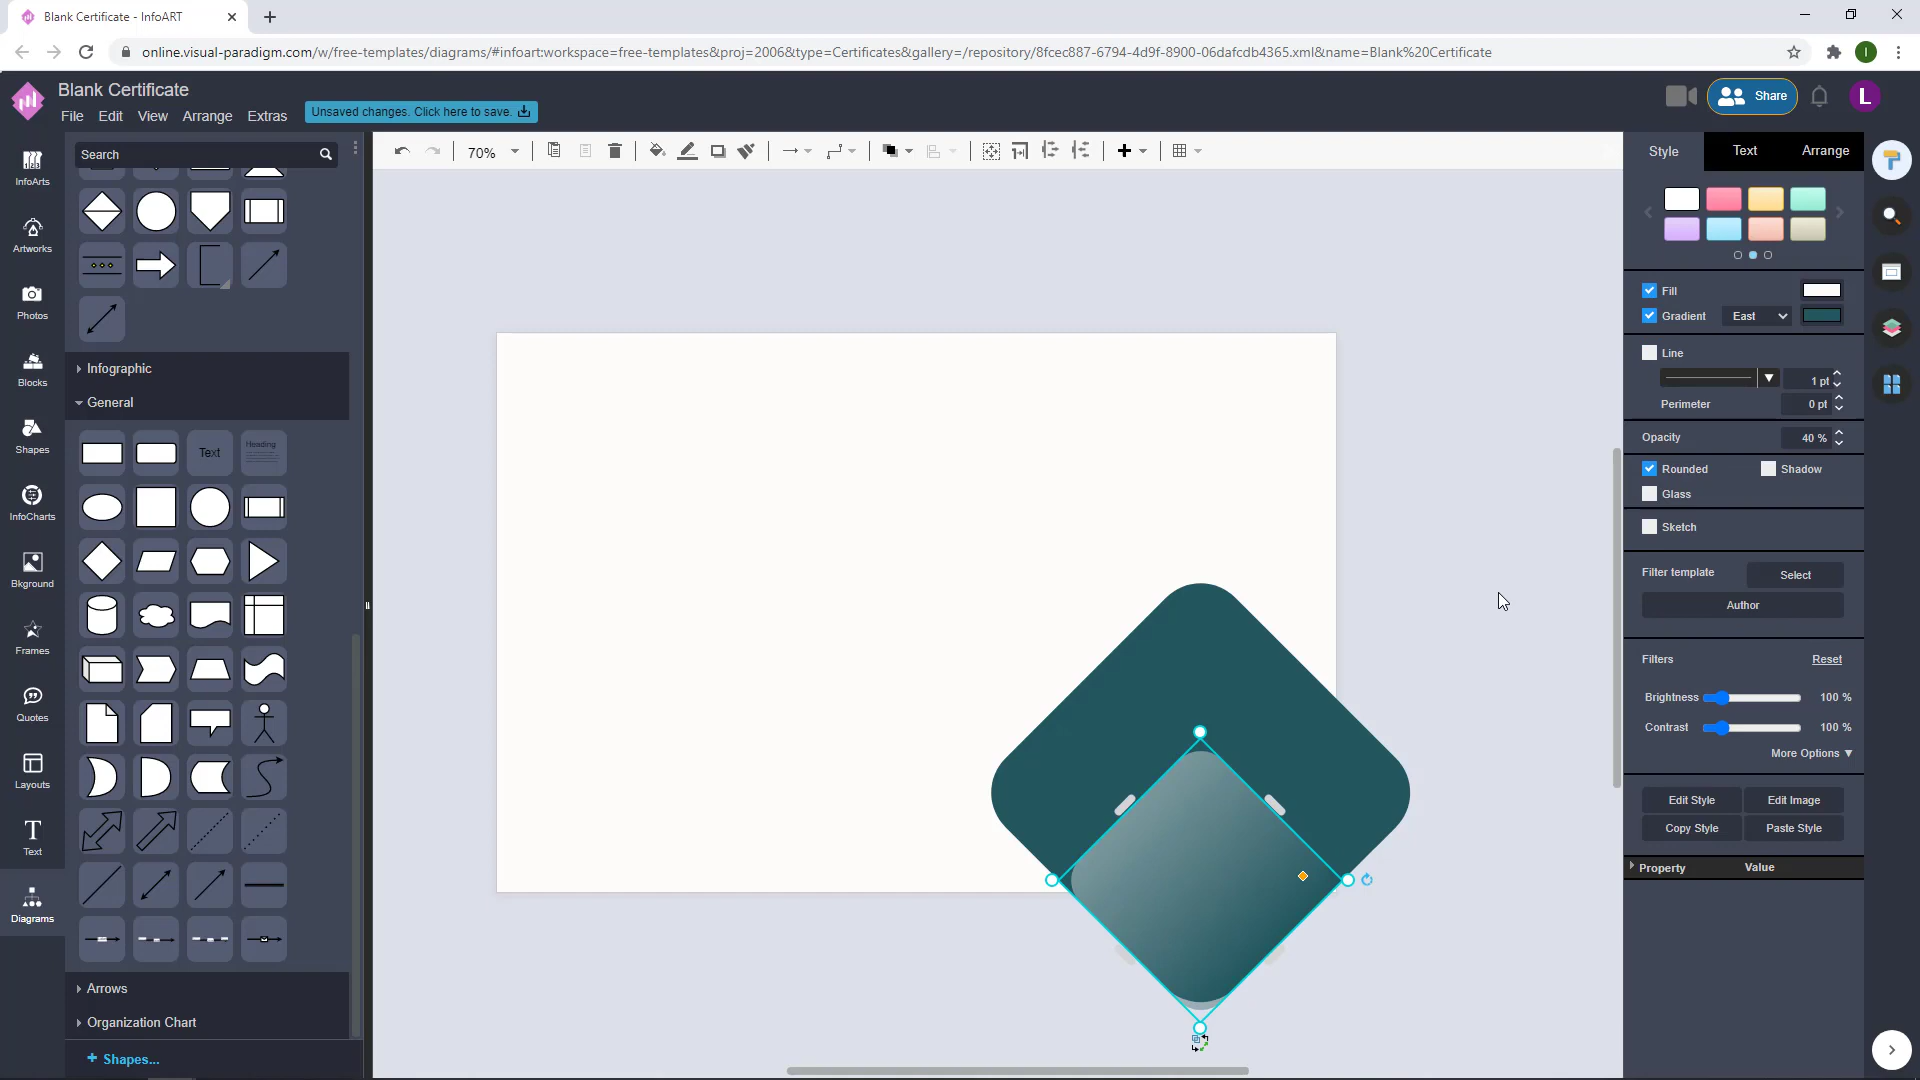 Blank Certificate - InfoART
online.visual-paradigm.com/w/free-templates/diagrams/#infoart:workspace=free-templates&proj=2006&type=Certificates&gallery=/repository/8fcec887-6794-4d9f-8900-06dafcdb4365.xml&name=Blank%20Certificate
I
Blank Certificate
File Edit View Arrange Extras
Unsaved changes. Click here to save.
Share
L
Search
70%
Style Text Arrange
InfoArts
Artworks
Photos
Blocks
Shapes
InfoCharts
Bkground
Frames
Quotes
Layouts
Text
Diagrams
Infographic
General
Text
Heading
Arrows
Organization Chart
+ Shapes...
Fill
Gradient East
Line
1 pt
Perimeter 0 pt
Opacity 40 %
Rounded Shadow
Glass
Sketch
Filter template Select
Author
Filters Reset
Brightness 100 %
Contrast 100 %
More Options ▼
Edit Style Edit Image
Copy Style Paste Style
Property Value